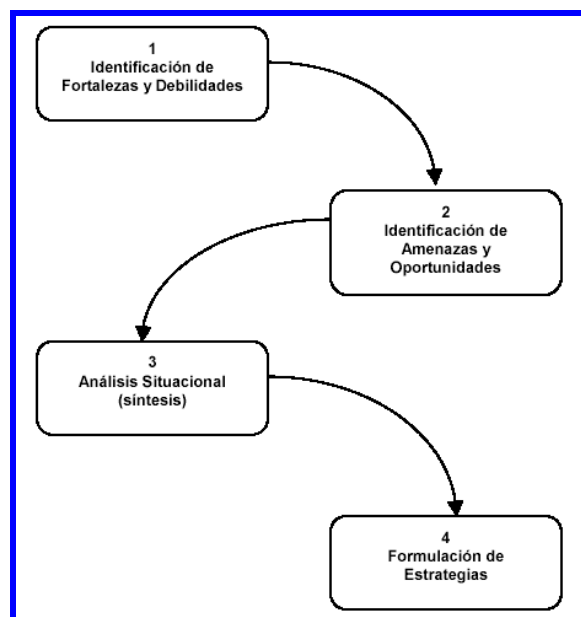 1
Identificación de
Fortalezas y Debilidades
2
Identificación de
Amenazas y
Oportunidades
3
Análisis Situacional
(síntesis)
4
Formulación de
Estrategias